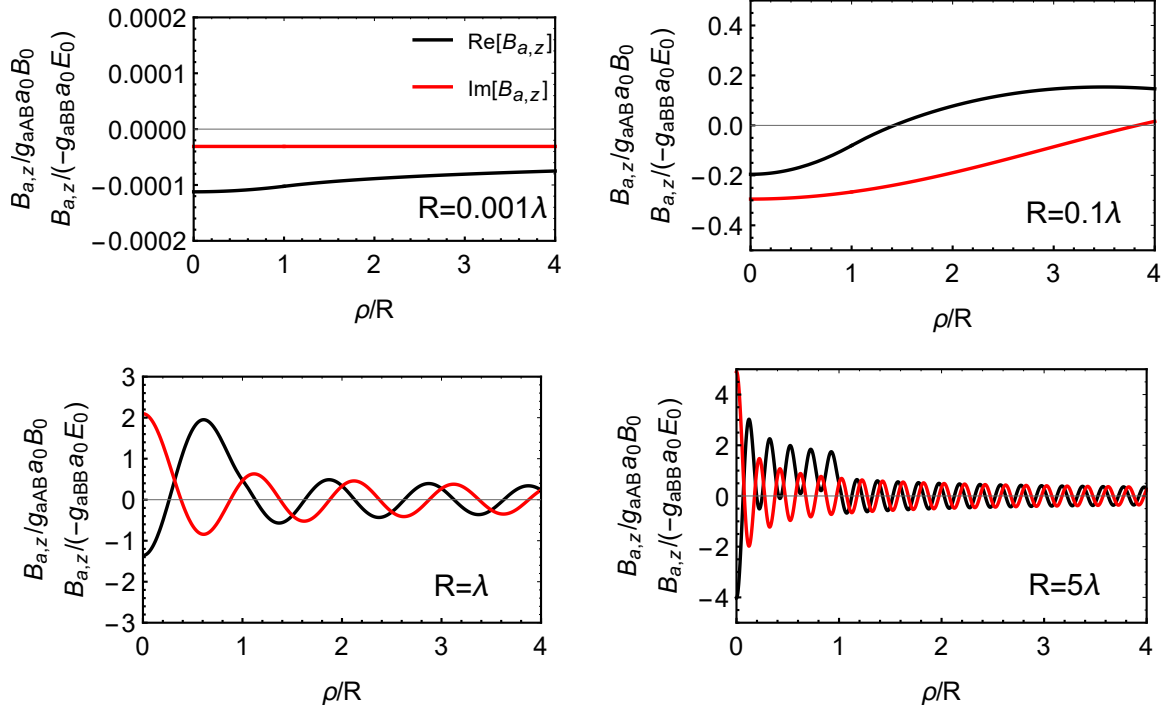 B_{a,z}/g_{aAB}a_0B_0
B_{a,z}/(−g_{aBB}a_0E_0)
0.0002
0.0001
0.0000
−0.0001
−0.0002
Re[B_{a,z}]
Im[B_{a,z}]
R=0.001λ
0 1 2 3 4
ρ/R
B_{a,z}/g_{aAB}a_0B_0
B_{a,z}/(−g_{aBB}a_0E_0)
0.4
0.2
0.0
−0.2
−0.4
R=0.1λ
0 1 2 3 4
ρ/R
B_{a,z}/g_{aAB}a_0B_0
B_{a,z}/(−g_{aBB}a_0E_0)
3
2
1
0
−1
−2
−3
R=λ
0 1 2 3 4
ρ/R
B_{a,z}/g_{aAB}a_0B_0
B_{a,z}/(−g_{aBB}a_0E_0)
4
2
0
−2
−4
R=5λ
0 1 2 3 4
ρ/R